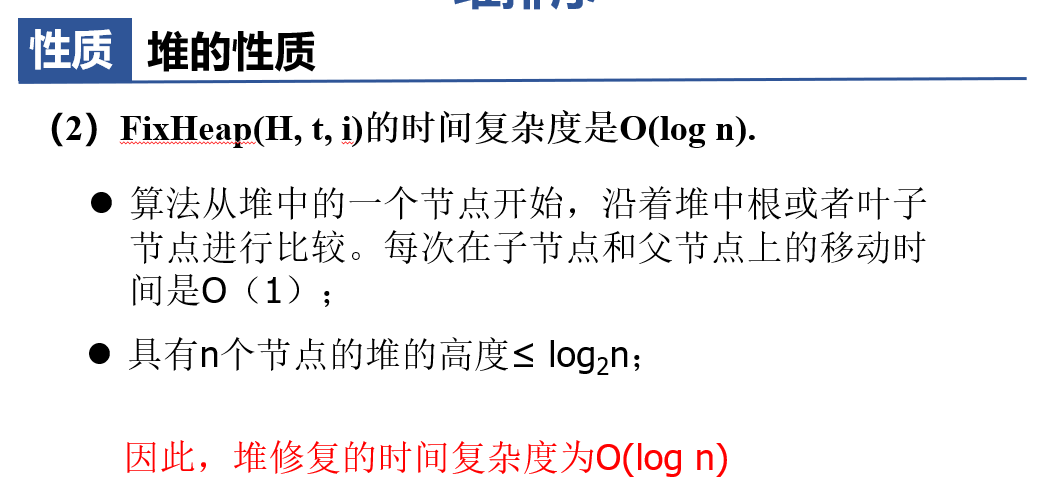 性质 堆的性质
（2）FixHeap(H, t, i)的时间复杂度是O(log n).
● 算法从堆中的一个节点开始，沿着堆中根或者叶子
节点进行比较。每次在子节点和父节点上的移动时
间是O（1）;
● 具有n个节点的堆的高度≤ log₂n;
因此，堆修复的时间复杂度为O(log n)